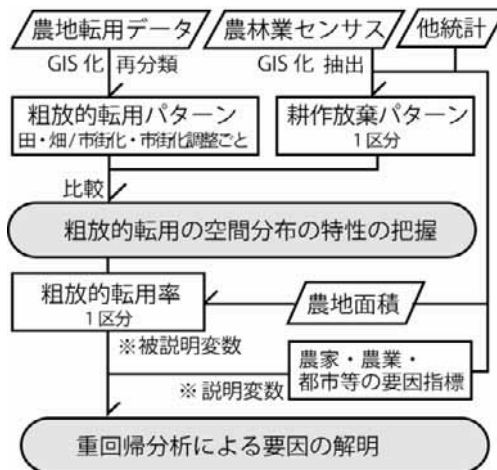 農地転用データ 農林業センサス 他統計
GIS 化 再分類 GIS 化 抽出
粗放的転用パターン 耕作放棄パターン
田・畑/市街化・市街化調整ごと 1 区分
比較
粗放的転用の空間分布の特性の把握
粗放的転用率 農地面積
1 区分
※被説明変数
農家・農業・
都市等の要因指標
※説明変数
重回帰分析による要因の解明